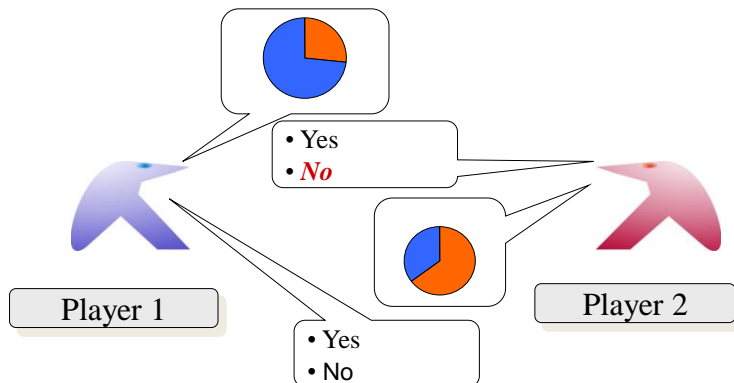 • Yes
• No
Player 1
Player 2
• Yes
• No